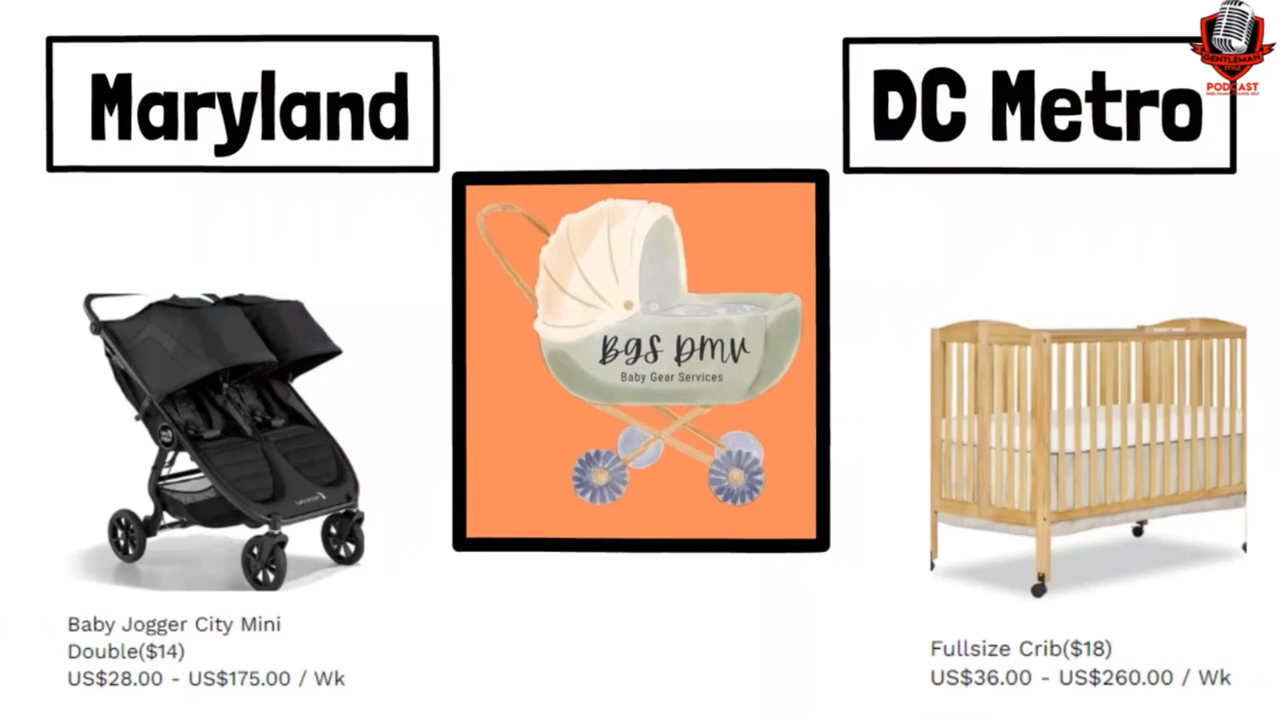 Maryland
DC Metro
GENTLEMAN
STYLE
PODCAST
BGS DMV
Baby Gear Services
Baby Jogger City Mini
Double($14)
US$28.00 - US$175.00 / Wk
Fullsize Crib($18)
US$36.00 - US$260.00 / Wk